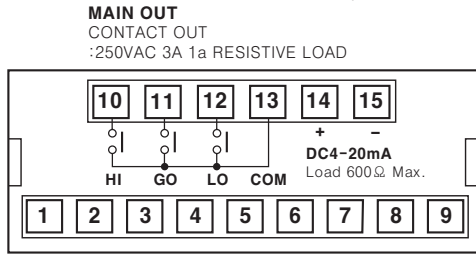 MAIN OUT
CONTACT OUT
:250VAC 3A 1a RESISTIVE LOAD
10 11 12 13 14 15
+ −
DC4-20mA
Load 600Ω Max.
HI GO LO COM
1 2 3 4 5 6 7 8 9